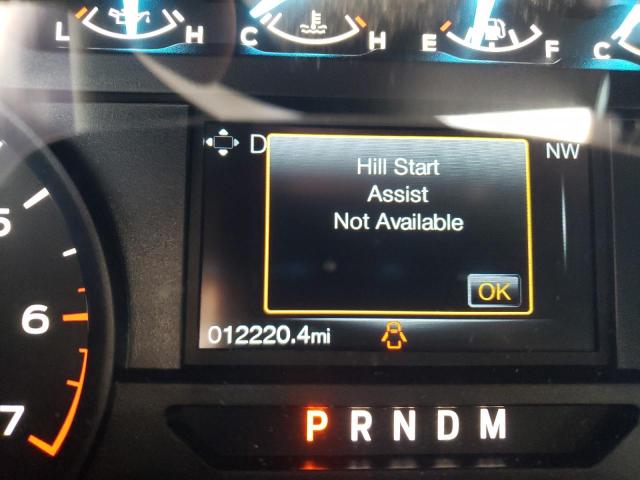 L H C H E F C
D NW
Hill Start
Assist
Not Available
OK
012220.4mi
5
6
7
P R N D M